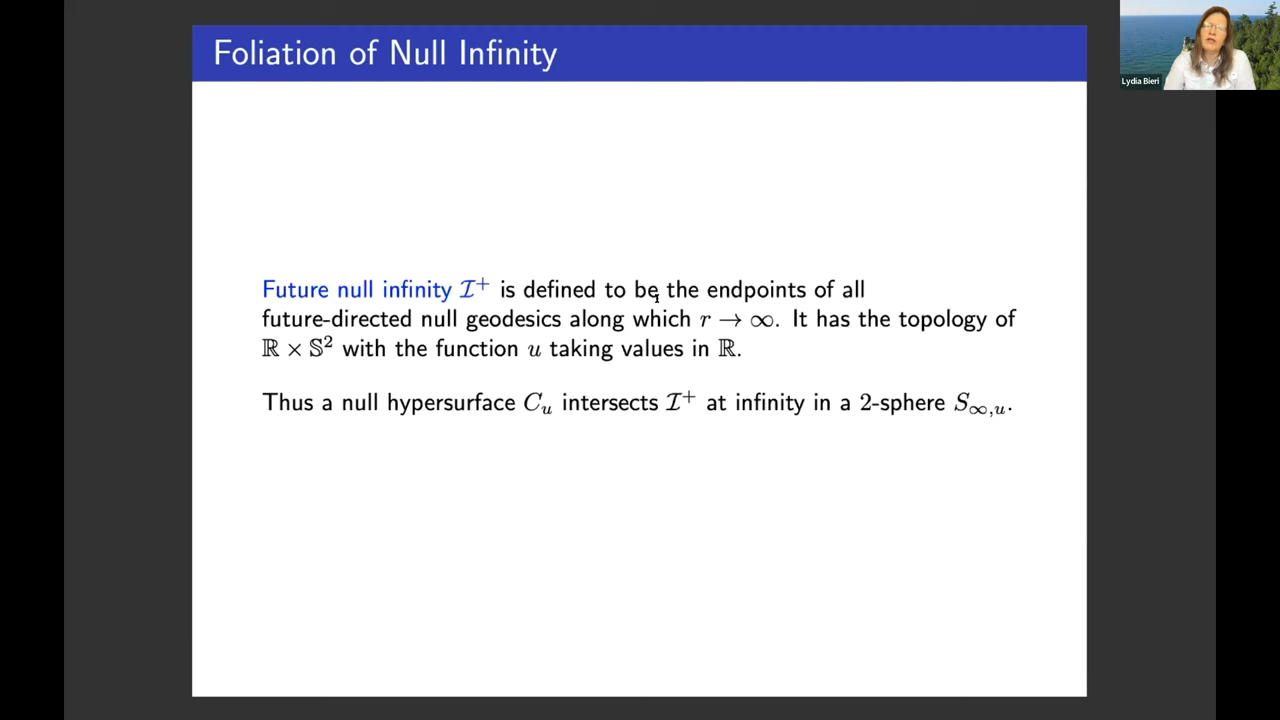 Foliation of Null Infinity
Lydia Bieri
Future null infinity ℐ⁺ is defined to be the endpoints of all
future-directed null geodesics along which r → ∞. It has the topology of
ℝ × 𝕊² with the function u taking values in ℝ.
Thus a null hypersurface Cᵤ intersects ℐ⁺ at infinity in a 2-sphere S∞,ᵤ.